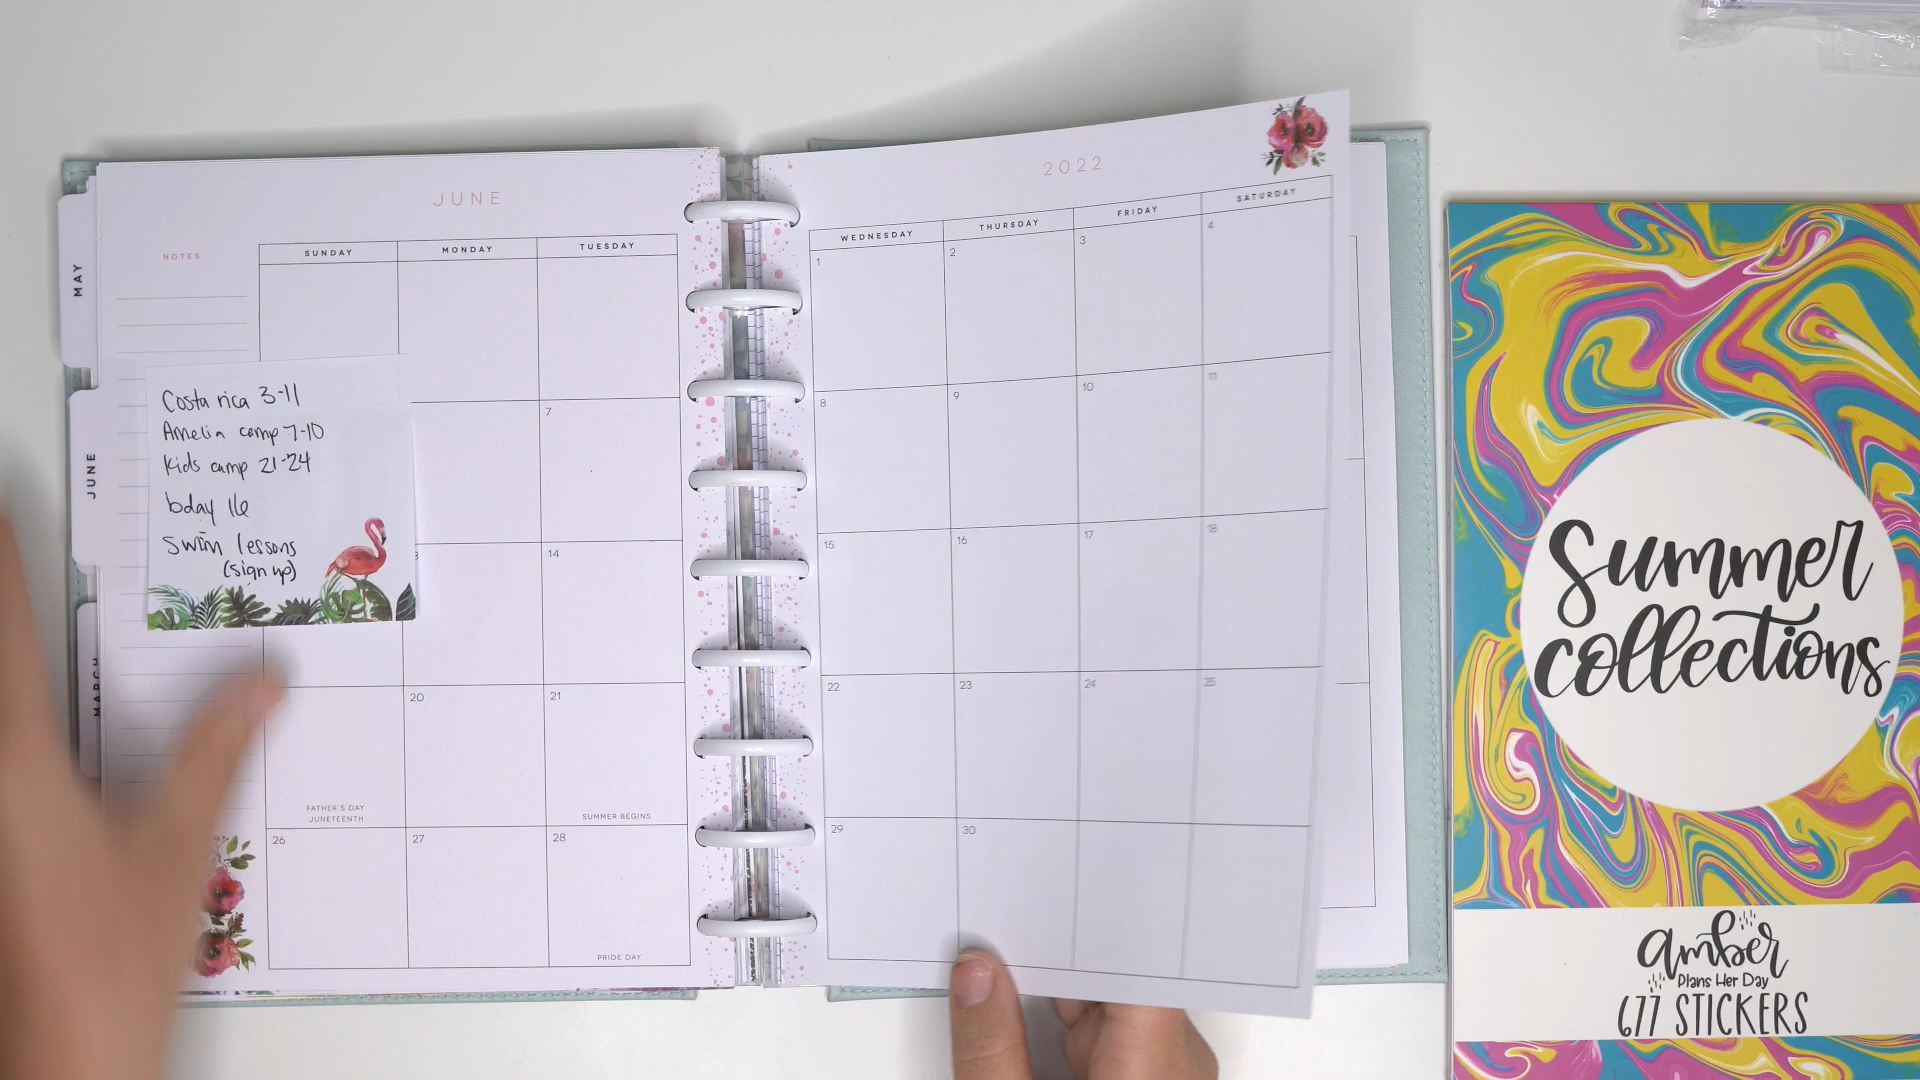 JUNE
NOTES
SUNDAY MONDAY TUESDAY
7
14
20 21
FATHER'S DAY
JUNETEENTH
SUMMER BEGINS
26 27 28
PRIDE DAY
MAY
JUNE
MARCH
Costa rica 3-11
Amelia camp 7-10
kids camp 21-24
bday 16
swim lessons
(sign up)
2022
WEDNESDAY THURSDAY FRIDAY SATURDAY
1 2 3 4
8 9 10 11
15 16 17 18
22 23 24 25
29 30
Summer
collections
amber
Plans Her Day
677 STICKERS